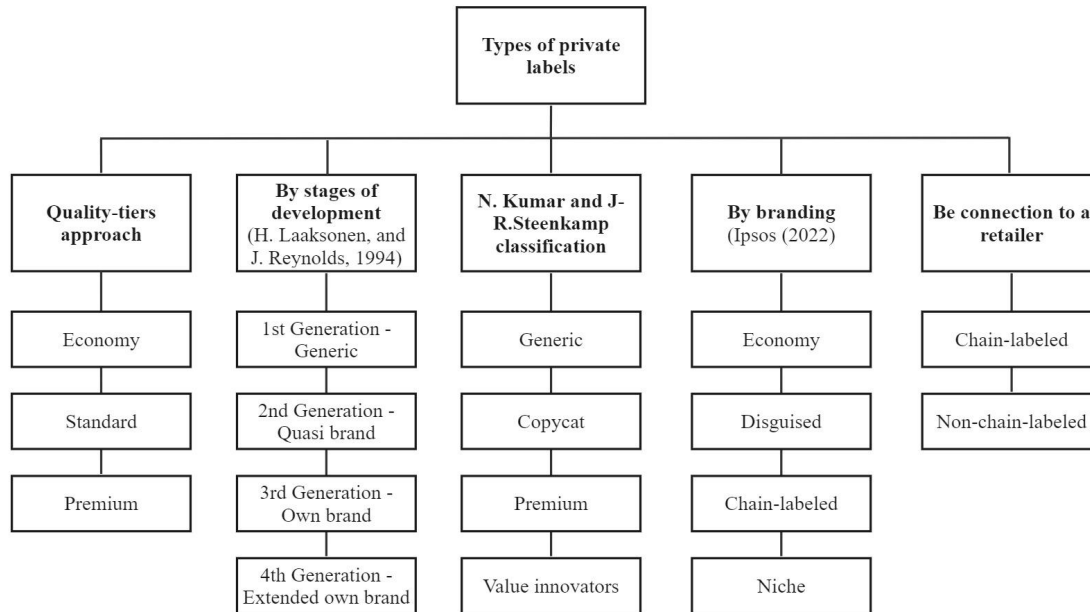 Types of private
labels
Quality-tiers
approach
Economy
Standard
Premium
By stages of
development
(H. Laaksonen, and
J. Reynolds, 1994)
1st Generation -
Generic
2nd Generation -
Quasi brand
3rd Generation -
Own brand
4th Generation -
Extended own brand
N. Kumar and J-
R.Steenkamp
classification
Generic
Copycat
Premium
Value innovators
By branding
(Ipsos (2022)
Economy
Disguised
Chain-labeled
Niche
Be connection to a
retailer
Chain-labeled
Non-chain-labeled